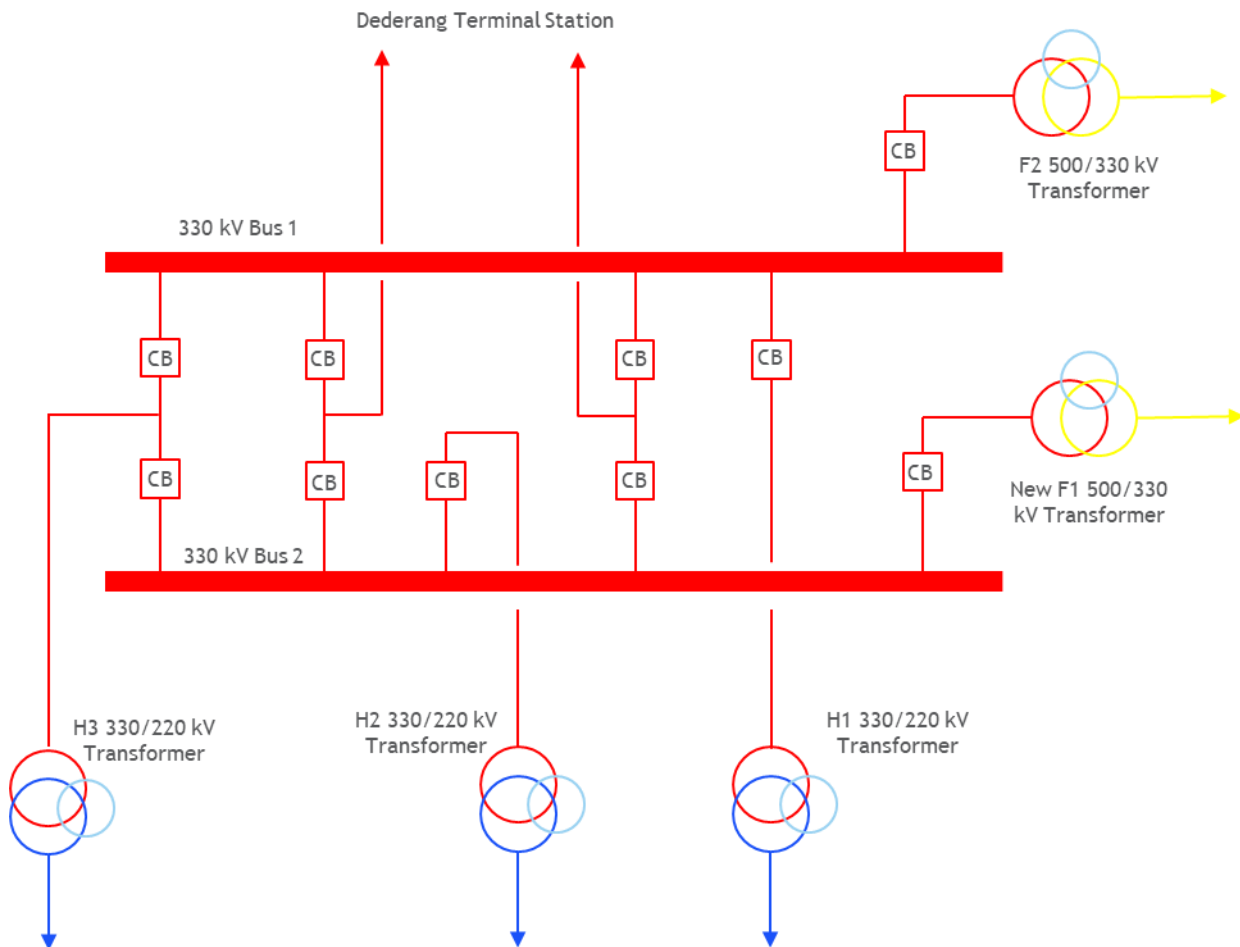 Dederang Terminal Station
CB
F2 500/330 kV
Transformer
330 kV Bus 1
CB
CB
CB
CB
CB
CB
CB
CB
CB
New F1 500/330
kV Transformer
330 kV Bus 2
H3 330/220 kV
Transformer
H2 330/220 kV
Transformer
H1 330/220 kV
Transformer